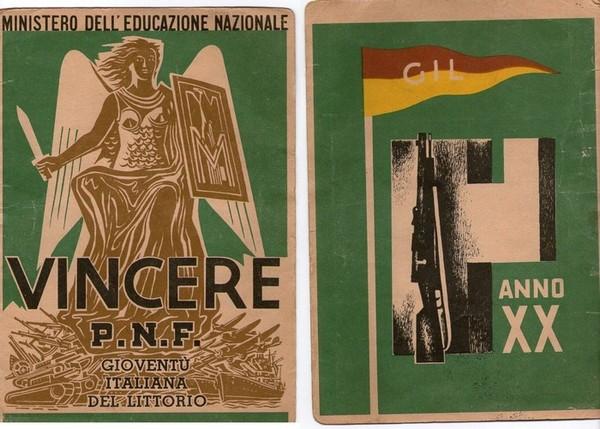 MINISTERO DELL'EDUCAZIONE NAZIONALE
VINCERE
P.N.F.
GIOVENTÙ
ITALIANA
DEL LITTORIO
GIL
ANNO
XX